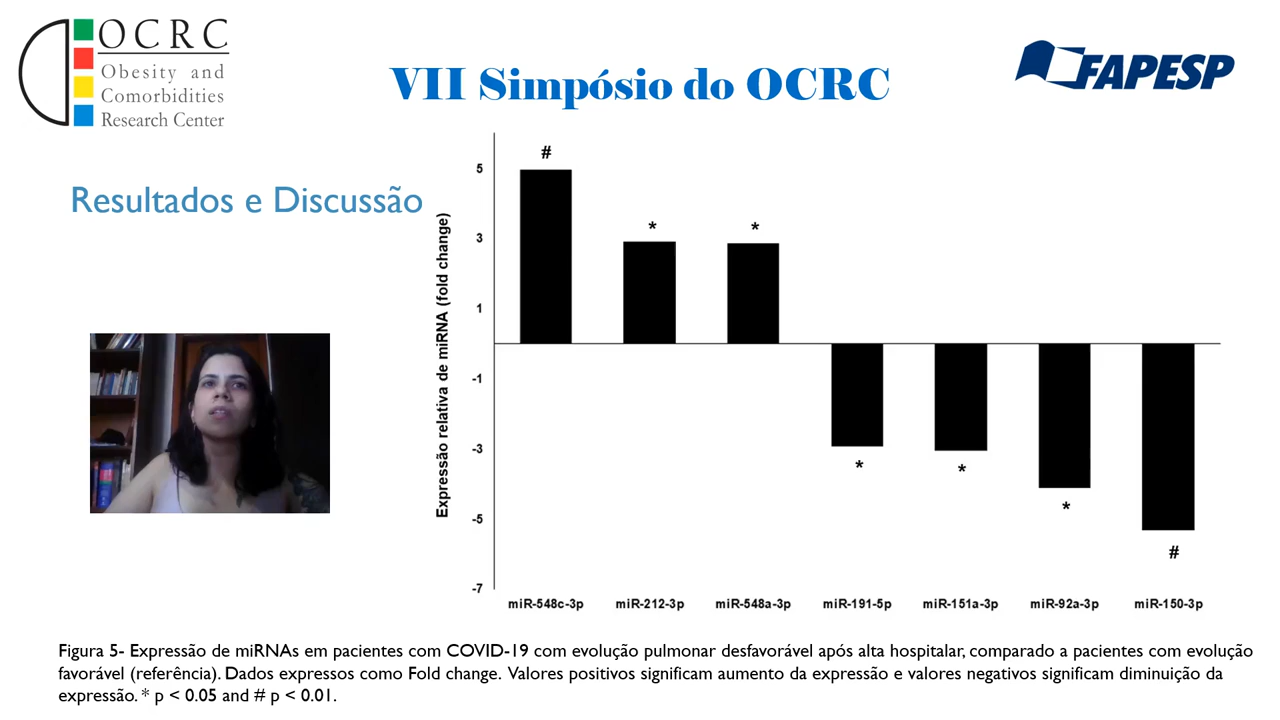 OCRC
Obesity and
Comorbidities
Research Center
VII Simpósio do OCRC
FAPESP
Resultados e Discussão
Expressão relativa de miRNA (fold change)
5
3
1
-1
-3
-5
-7
#
*
*
*
*
*
#
miR-548c-3p miR-212-3p miR-548a-3p miR-191-5p miR-151a-3p miR-92a-3p miR-150-3p
Figura 5- Expressão de miRNAs em pacientes com COVID-19 com evolução pulmonar desfavorável após alta hospitalar, comparado a pacientes com evolução
favorável (referência). Dados expressos como Fold change. Valores positivos significam aumento da expressão e valores negativos significam diminuição da
expressão. * p < 0.05 and # p < 0.01.